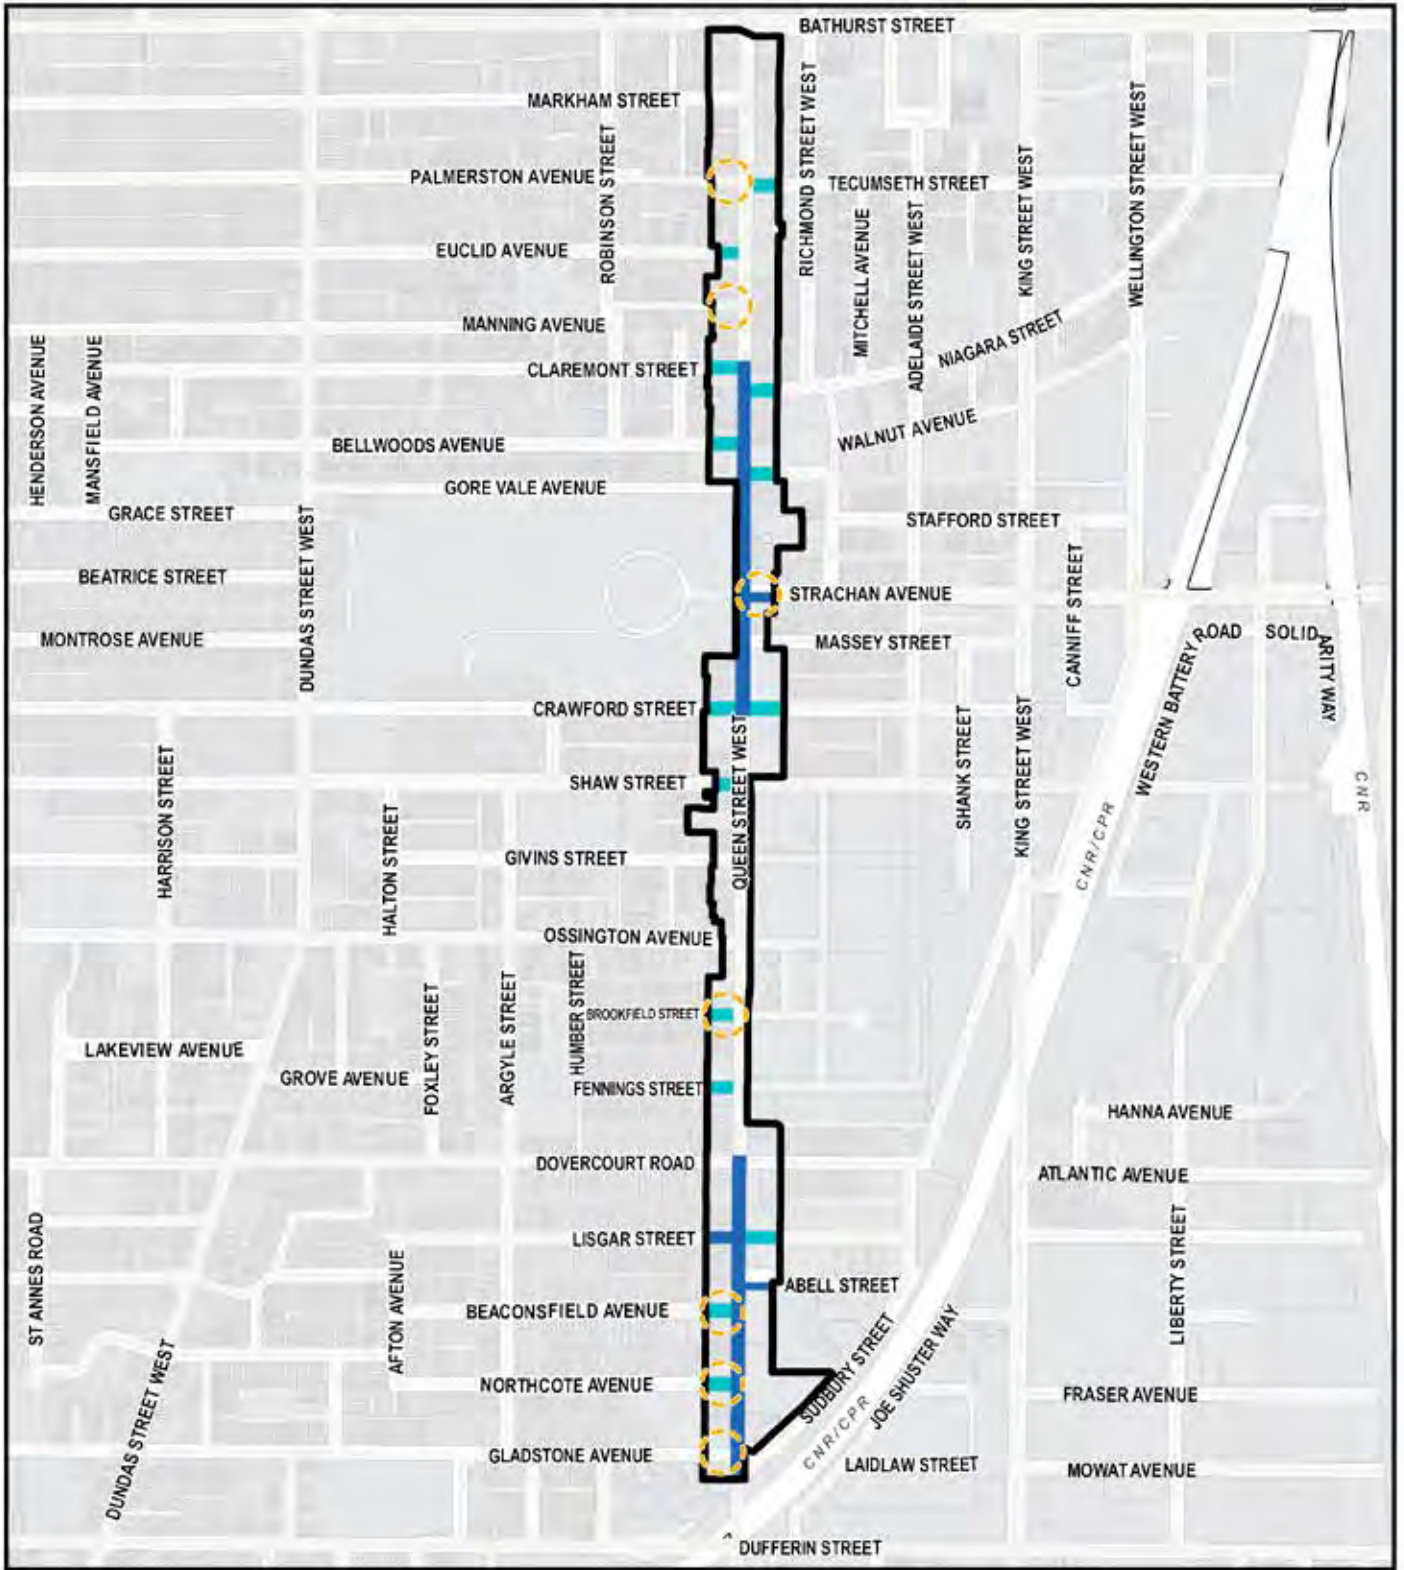 BATHURST STREET
MARKHAM STREET
RICHMOND STREET WEST
WELLINGTON STREET WEST
ROBINSON STREET
KING STREET WEST
PALMERSTON AVENUE
TECUMSETH STREET
MITCHELL AVENUE
ADELAIDE STREET WEST
EUCLID AVENUE
MANNING AVENUE
NIAGARA STREET
HENDERSON AVENUE
MANSFIELD AVENUE
CLAREMONT STREET
WALNUT AVENUE
BELLWOODS AVENUE
GORE VALE AVENUE
GRACE STREET
DUNDAS STREET WEST
STAFFORD STREET
CANNIFF STREET
BEATRICE STREET
STRACHAN AVENUE
MONTROSE AVENUE
MASSEY STREET
WESTERN BATTERY ROAD
SOLID
ARITY WAY
CRAWFORD STREET
QUEEN STREET WEST
SHANK STREET
KING STREET WEST
HARRISON STREET
SHAW STREET
CNR
HALTON STREET
CNR/CPR
GIVINS STREET
OSSINGTON AVENUE
HUMBER STREET
FOXLEY STREET
ARGYLE STREET
BROOKFIELD STREET
LAKEVIEW AVENUE
GROVE AVENUE
FENNINGS STREET
HANNA AVENUE
DOVERCOURT ROAD
ATLANTIC AVENUE
ST ANNES ROAD
LISGAR STREET
LIBERTY STREET
AFTON AVENUE
ABELL STREET
BEACONSFIELD AVENUE
SUDBURY STREET
JOE SHUSTER WAY
DUNDAS STREET WEST
NORTHCOTE AVENUE
FRASER AVENUE
CNR/CPR
GLADSTONE AVENUE
LAIDLAW STREET
MOWAT AVENUE
DUFFERIN STREET